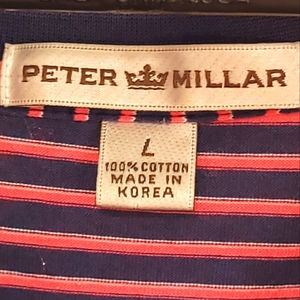 PETER MILLAR
L
100% COTTON
MADE IN
KOREA